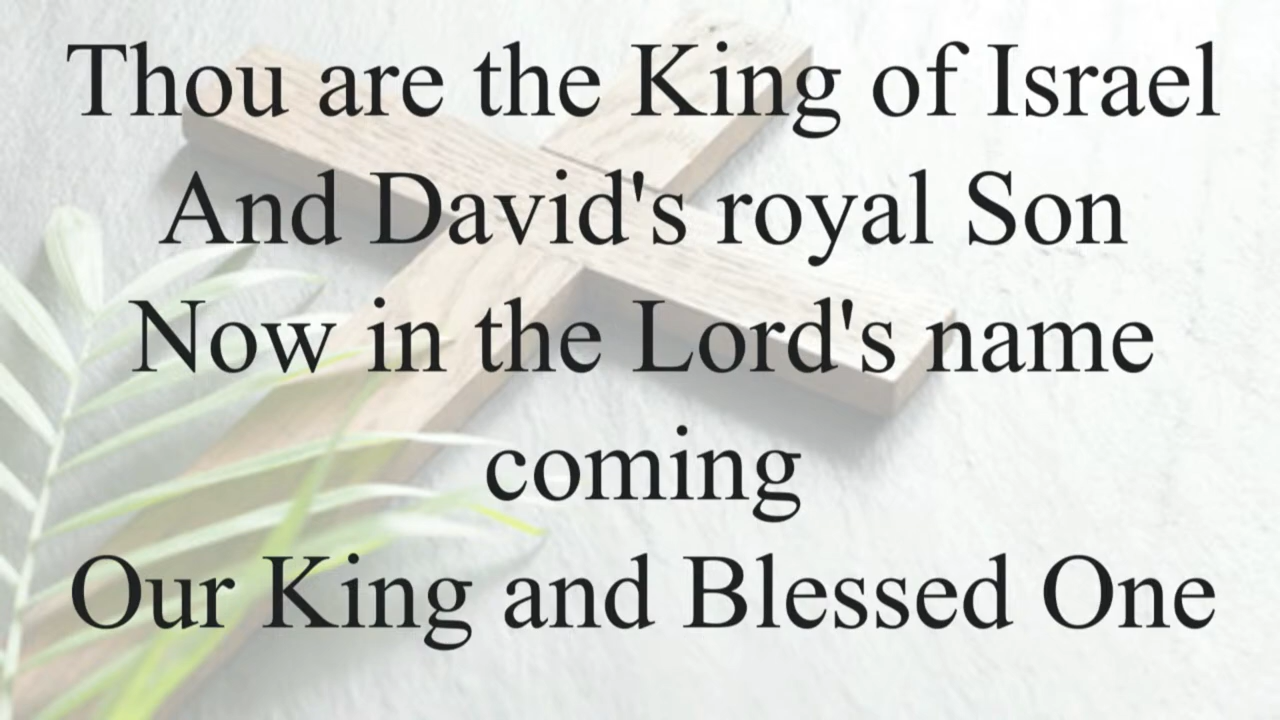 Thou are the King of Israel
And David's royal Son
Now in the Lord's name
coming
Our King and Blessed One